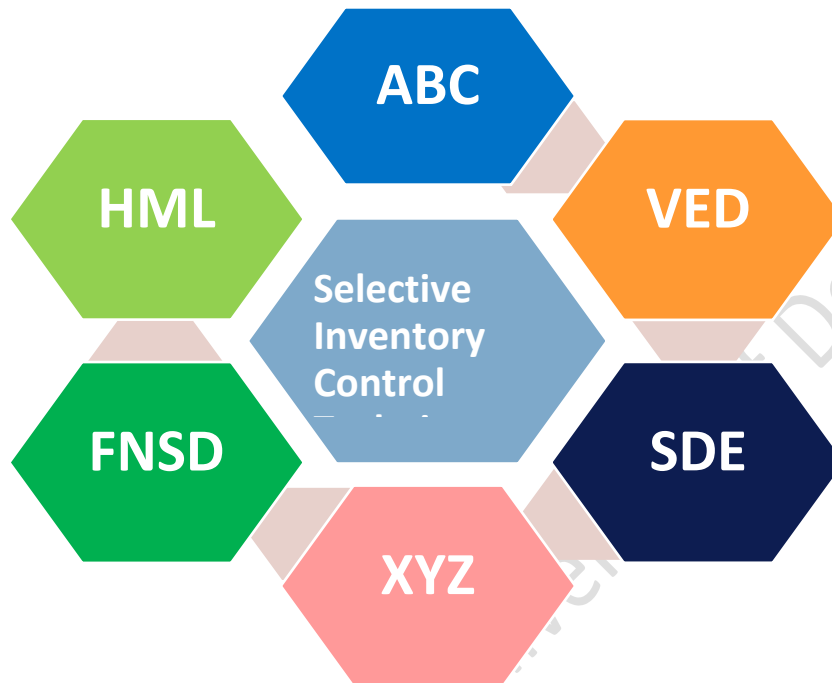 ABC
HML
VED
Selective
Inventory
Control
FNSD
SDE
XYZ